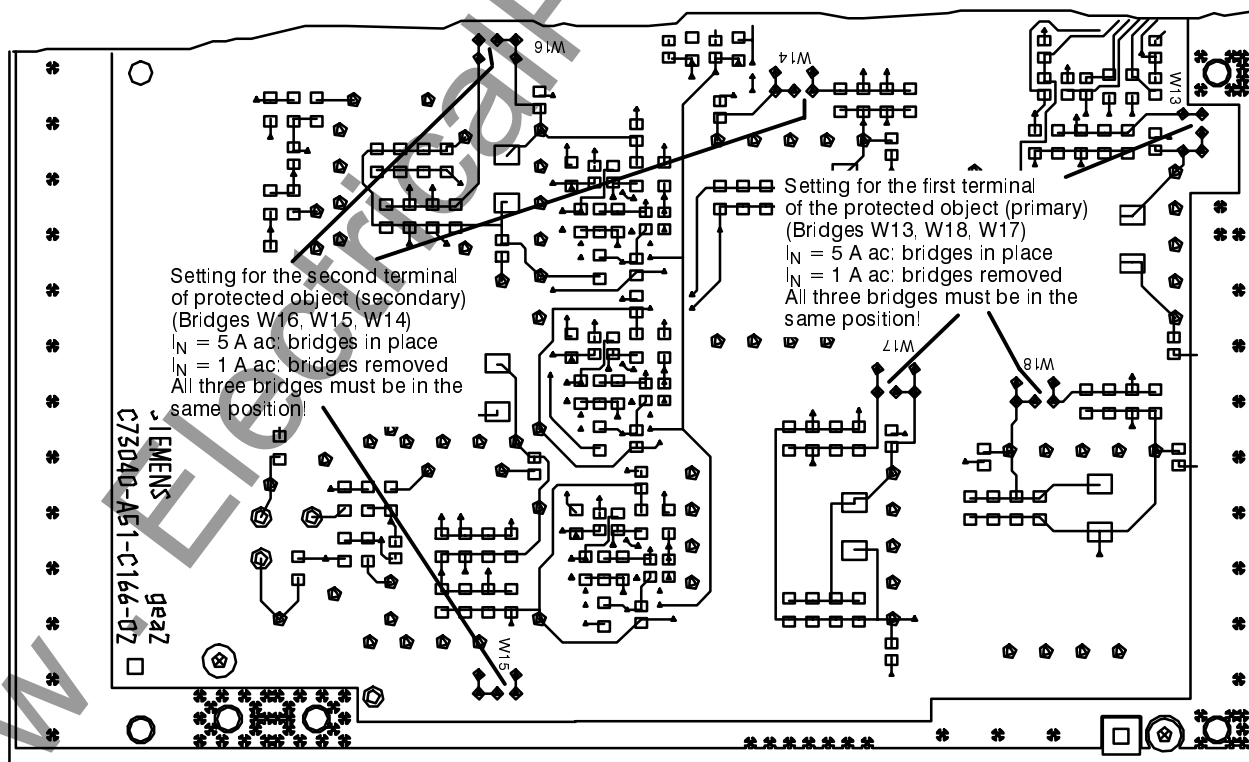 W16
W14
W13
Setting for the first terminal
of the protected object (primary)
(Bridges W13, W18, W17)
IN = 5 A ac: bridges in place
IN = 1 A ac: bridges removed
All three bridges must be in the
same position!
Setting for the second terminal
of protected object (secondary)
(Bridges W16, W15, W14)
IN = 5 A ac: bridges in place
IN = 1 A ac: bridges removed
All three bridges must be in the
same position!
W17
W18
SIEMENS
C73040-A51-C166-02
geaZ
W15
w. Electrical